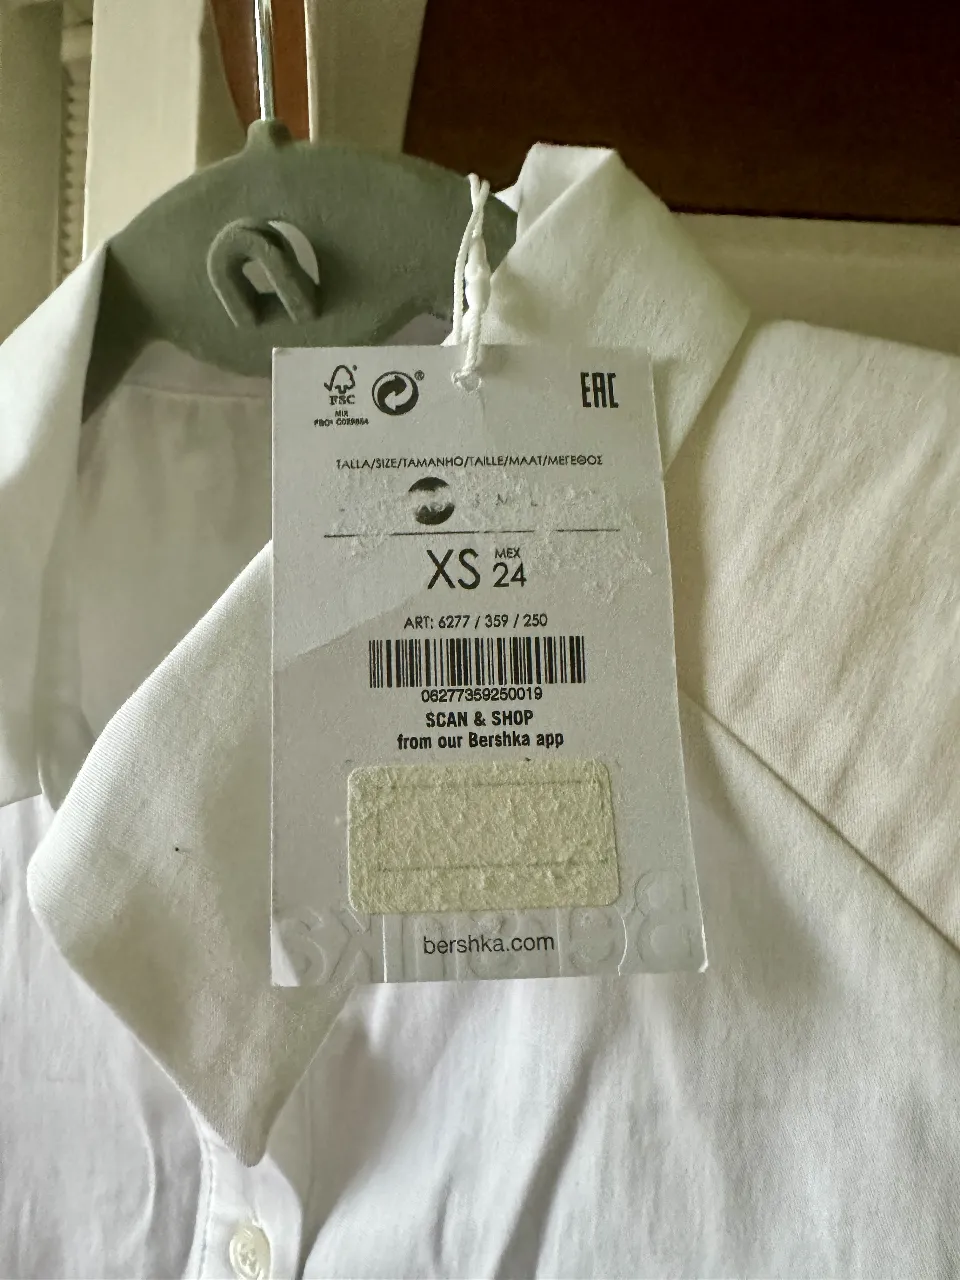 FSC
MIX
®
EAC
TALLA/SIZE/TAMANHO/TAILLE/MAAT/ΜΕΓΕΘΟΣ
XS MEX 24
ART: 6277 / 359 / 250
06277359250019
SCAN & SHOP
from our Bershka app
bershka.com